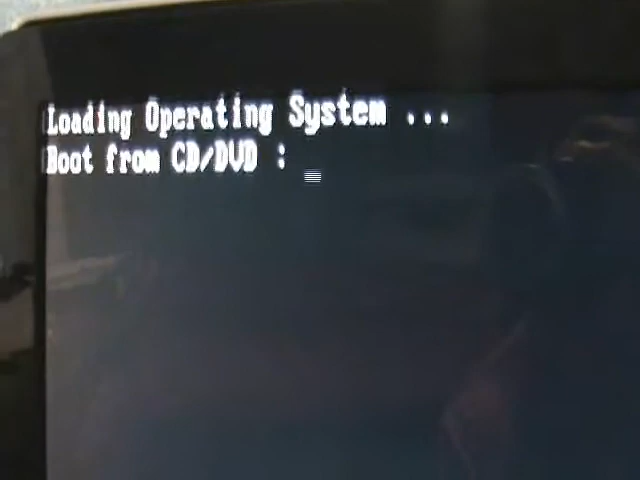 Loading Operating System ...
Boot from CD/DVD :